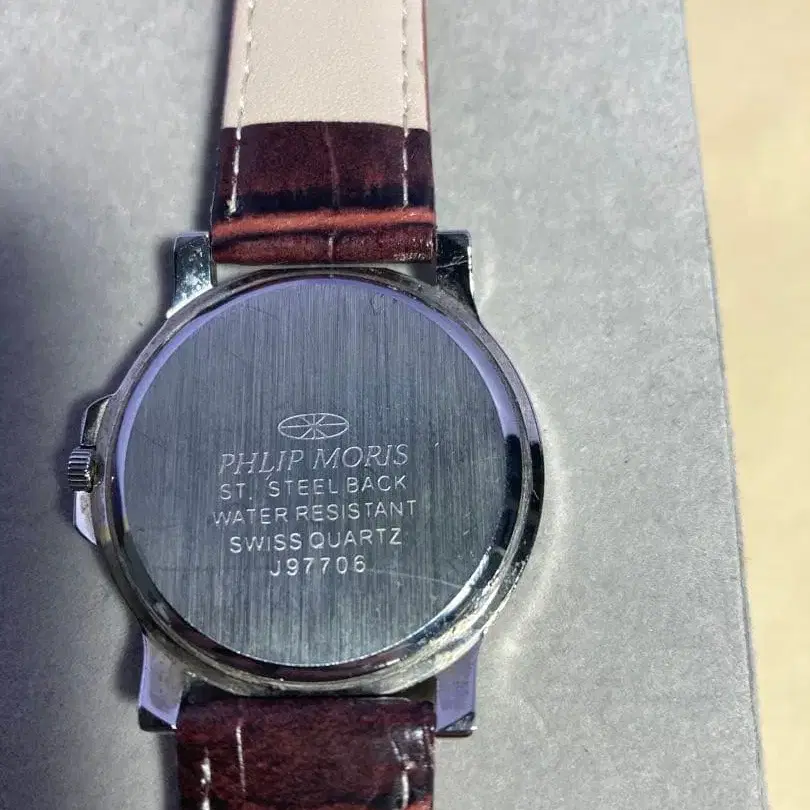 PHLIP MORIS
ST. STEEL BACK
WATER RESISTANT
SWISS QUARTZ
J97706